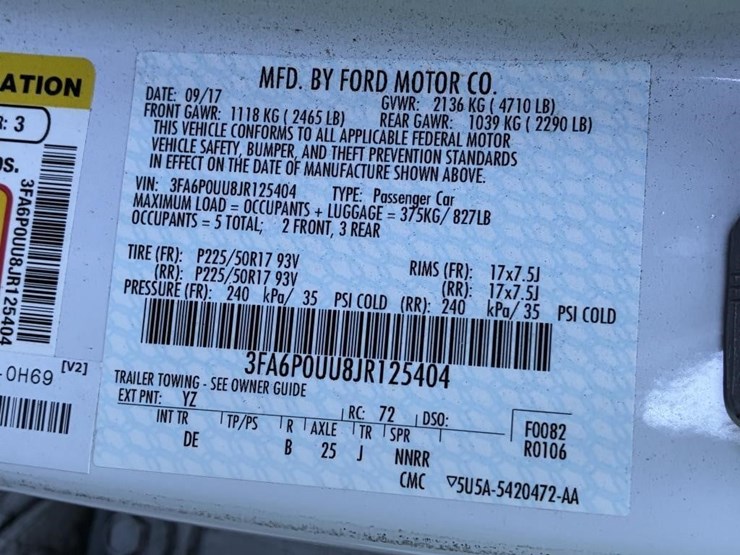 ATION
: 3
S.
3FA6P0UU8JR125404
-0H69 [V2]
MFD. BY FORD MOTOR CO.
DATE: 09/17 GVWR: 2136 KG ( 4710 LB)
FRONT GAWR: 1118 KG ( 2465 LB) REAR GAWR: 1039 KG ( 2290 LB)
THIS VEHICLE CONFORMS TO ALL APPLICABLE FEDERAL MOTOR
VEHICLE SAFETY, BUMPER, AND THEFT PREVENTION STANDARDS
IN EFFECT ON THE DATE OF MANUFACTURE SHOWN ABOVE.
VIN: 3FA6P0UU8JR125404 TYPE: Passenger Car
MAXIMUM LOAD = OCCUPANTS + LUGGAGE = 375KG/ 827LB
OCCUPANTS = 5 TOTAL; 2 FRONT, 3 REAR
TIRE (FR): P225/50R17 93V RIMS (FR): 17x7.5J
(RR): P225/50R17 93V (RR): 17x7.5J
PRESSURE (FR): 240 kPa/ 35 PSI COLD (RR): 240 kPa/ 35 PSI COLD
3FA6P0UU8JR125404
TRAILER TOWING - SEE OWNER GUIDE
EXT PNT: YZ RC: 72 DSO: F0082
INT TR TP/PS R AXLE TR SPR R0106
DE B 25 J NNRR
CMC ▽5U5A-5420472-AA